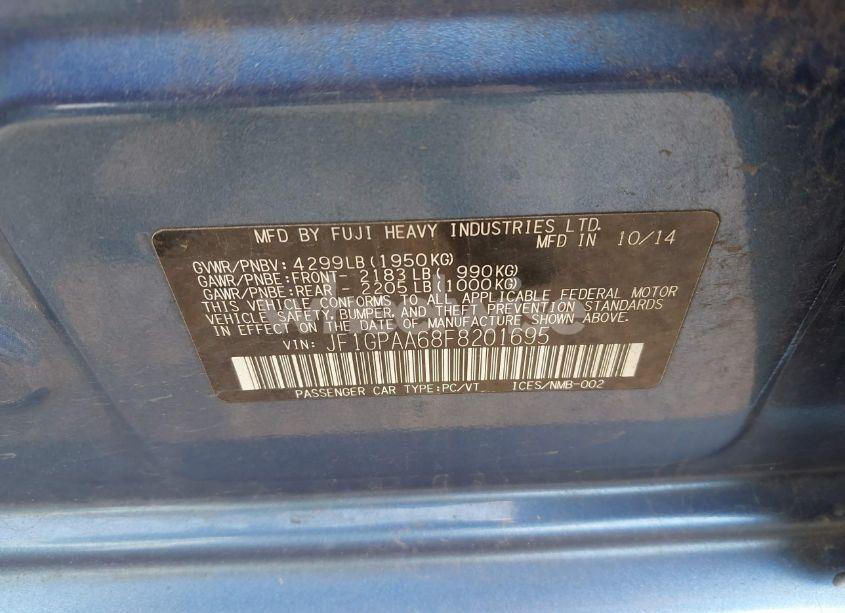 MFD BY FUJI HEAVY INDUSTRIES LTD.
MFD IN 10/14
GVWR/PNBV: 4299LB(1950KG)
GAWR/PNBE:FRONT- 2183LB( 990KG)
GAWR/PNBE:REAR - 2205LB(1000KG)
THIS VEHICLE CONFORMS TO ALL APPLICABLE FEDERAL MOTOR
VEHICLE SAFETY, BUMPER, AND THEFT PREVENTION STANDARDS
IN EFFECT ON THE DATE OF MANUFACTURE SHOWN ABOVE.
VIN: JF1GPAA68F8201695
PASSENGER CAR TYPE:PC/VT ICES/NMB-002